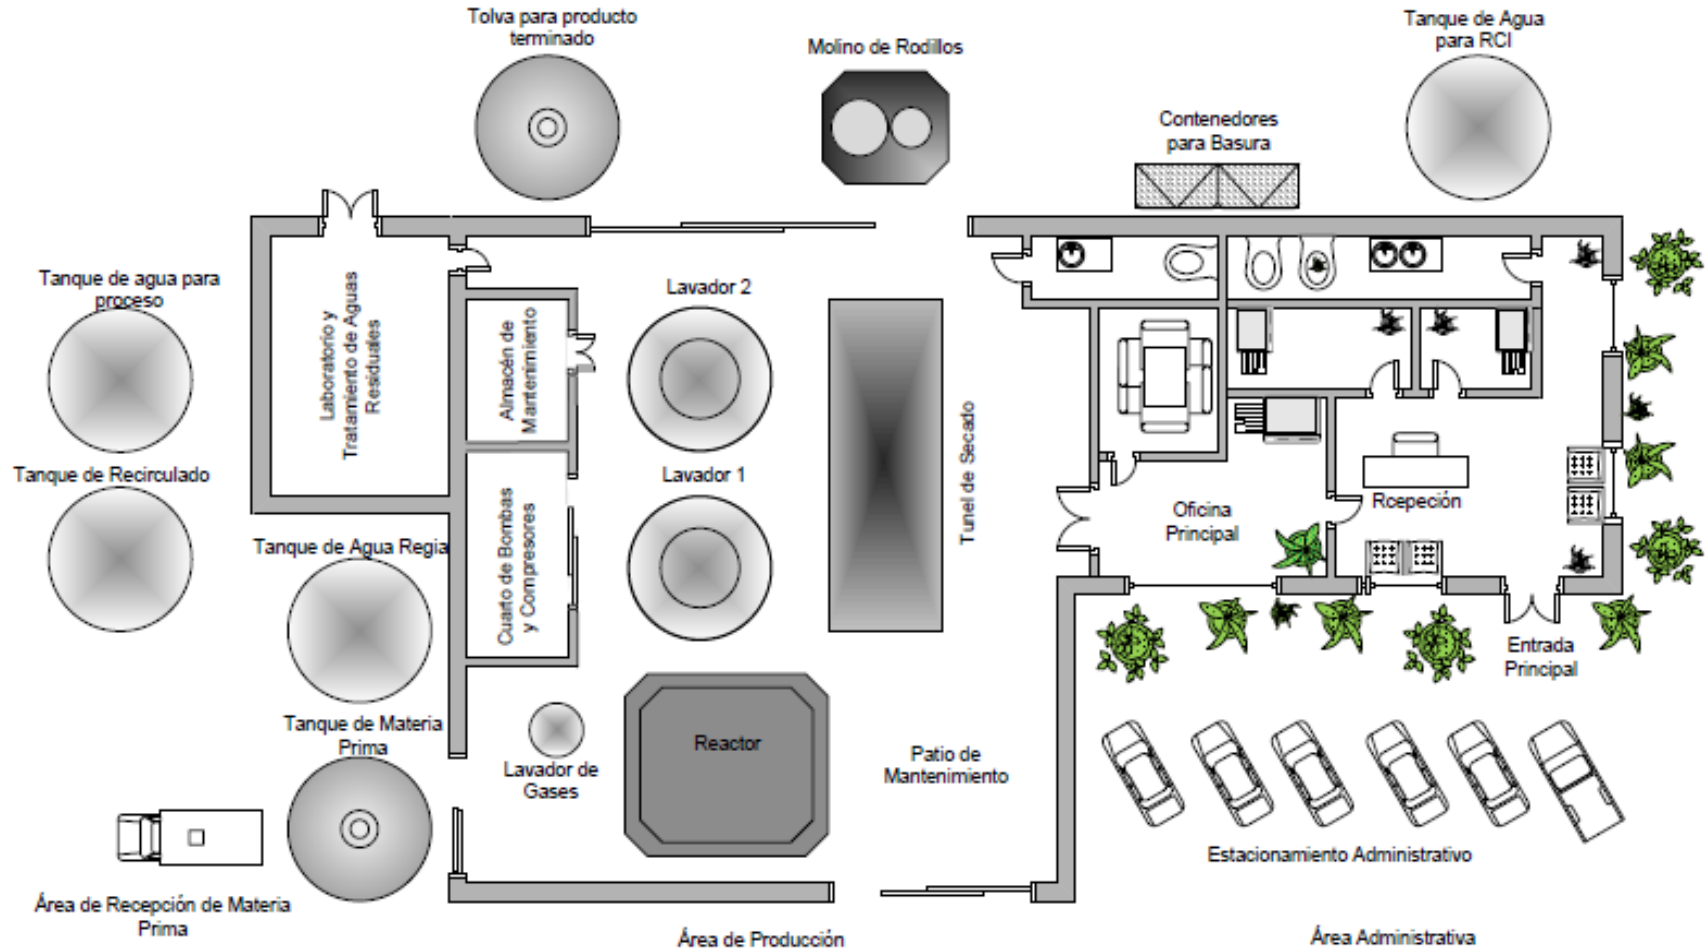 Tolva para producto
terminado
Molino de Rodillos
Tanque de Agua
para RCI
Contenedores
para Basura
Tanque de agua para
proceso
Laboratorio y
Tratamiento de Aguas
Residuales
Almacén de
Mantenimiento
Lavador 2
Tanque de Recirculado
Lavador 1
Tunel de Secado
Rcepeción
Oficina
Principal
Tanque de Agua Regia
Cuarto de Bombas
y Compresores
Entrada
Principal
Tanque de Materia
Prima
Reactor
Lavador de
Gases
Patio de
Mantenimiento
Estacionamiento Administrativo
Área de Recepción de Materia
Prima
Área de Producción
Área Administrativa